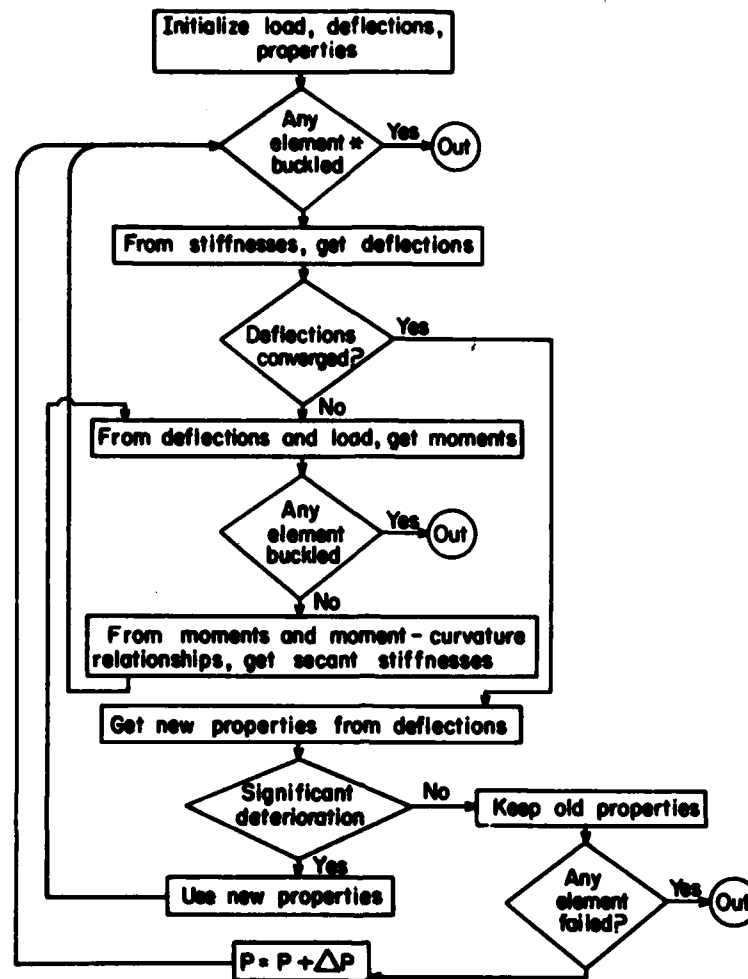 Initialize load, deflections,
properties
Any
element *
buckled
Yes
Out
From stiffnesses, get deflections
Deflections
converged?
Yes
No
From deflections and load, get moments
Any
element
buckled
Yes
Out
No
From moments and moment-curvature
relationships, get secant stiffnesses
Get new properties from deflections
Significant
deterioration
No
Keep old properties
Yes
Use new properties
Any
element
failed?
Yes
Out
P = P + ΔP